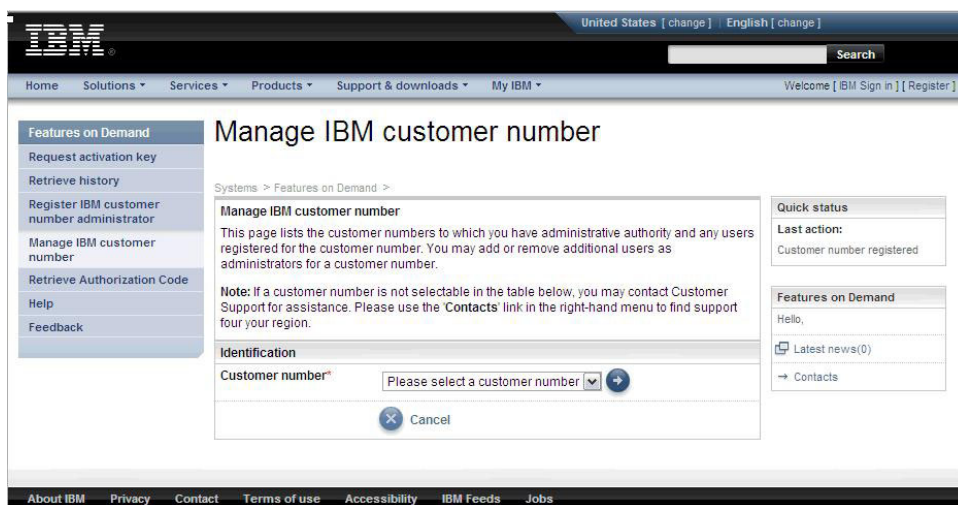 United States [ change ] | English [ change ]
IBM®
Search
Home Solutions Services Products Support & downloads My IBM Welcome [ IBM Sign in ] [ Register ]
Features on Demand
Request activation key
Retrieve history
Register IBM customer
number administrator
Manage IBM customer
number
Retrieve Authorization Code
Help
Feedback
Manage IBM customer number
Systems > Features on Demand >
Manage IBM customer number
This page lists the customer numbers to which you have administrative authority and any users
registered for the customer number. You may add or remove additional users as
administrators for a customer number.
Note: If a customer number is not selectable in the table below, you may contact Customer
Support for assistance. Please use the 'Contacts' link in the right-hand menu to find support
four your region.
Identification
Customer number*
Please select a customer number
Cancel
Quick status
Last action:
Customer number registered
Features on Demand
Hello,
Latest news(0)
→ Contacts
About IBM Privacy Contact Terms of use Accessibility IBM Feeds Jobs